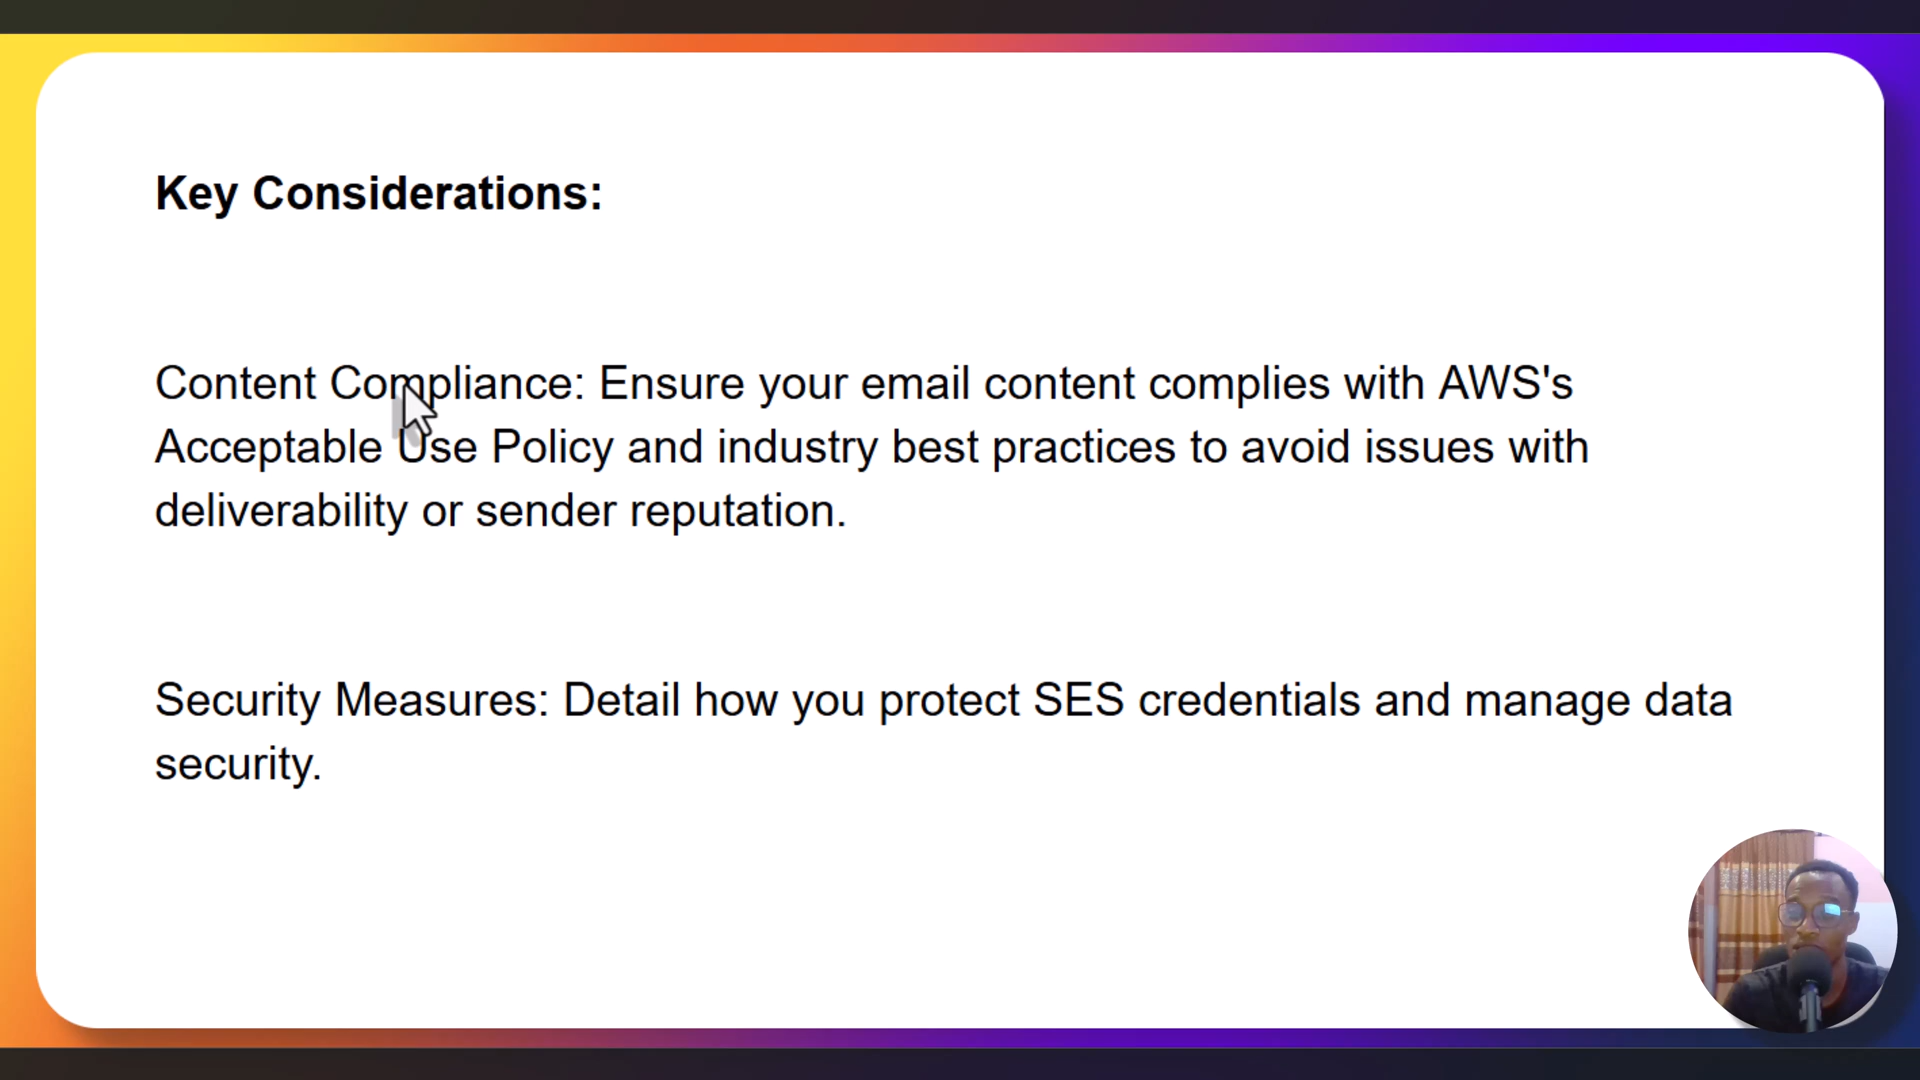 Key Considerations:
Content Compliance: Ensure your email content complies with AWS's
Acceptable Use Policy and industry best practices to avoid issues with
deliverability or sender reputation.
Security Measures: Detail how you protect SES credentials and manage data
security.